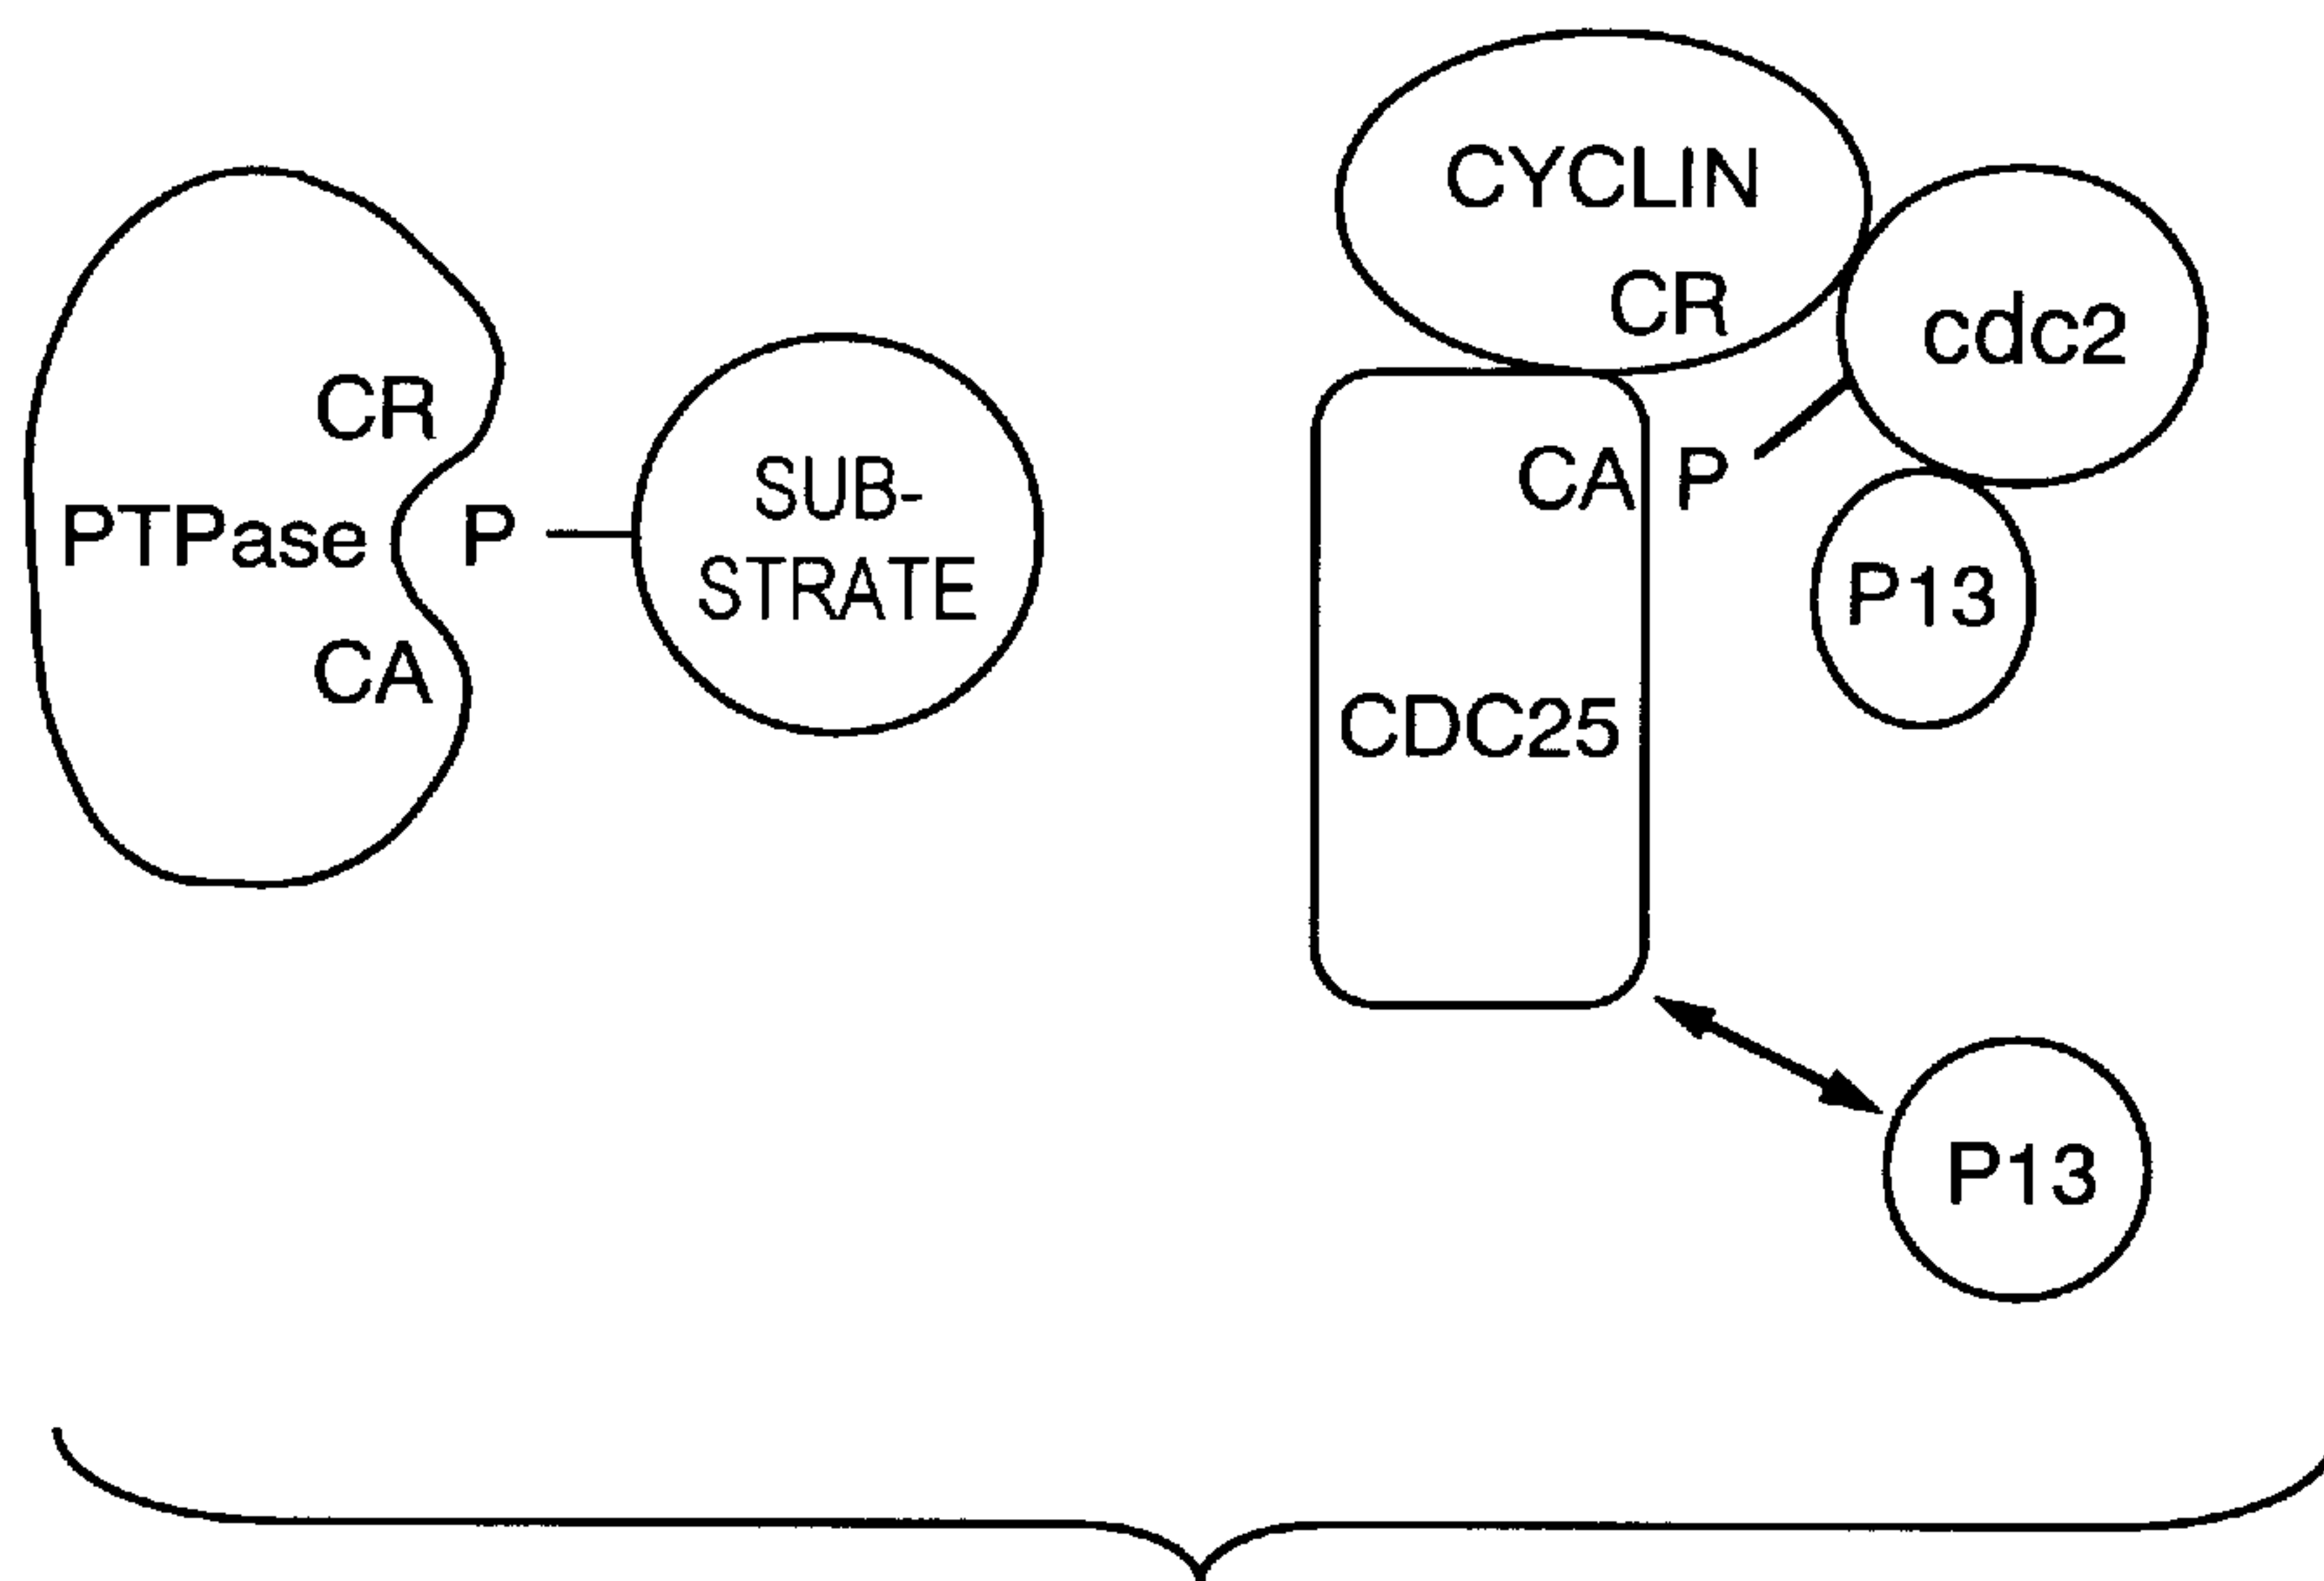 CR
PTPase P
CA
SUB-
STRATE
CYCLIN
CR
cdc2
CA P
P13
CDC25
P13